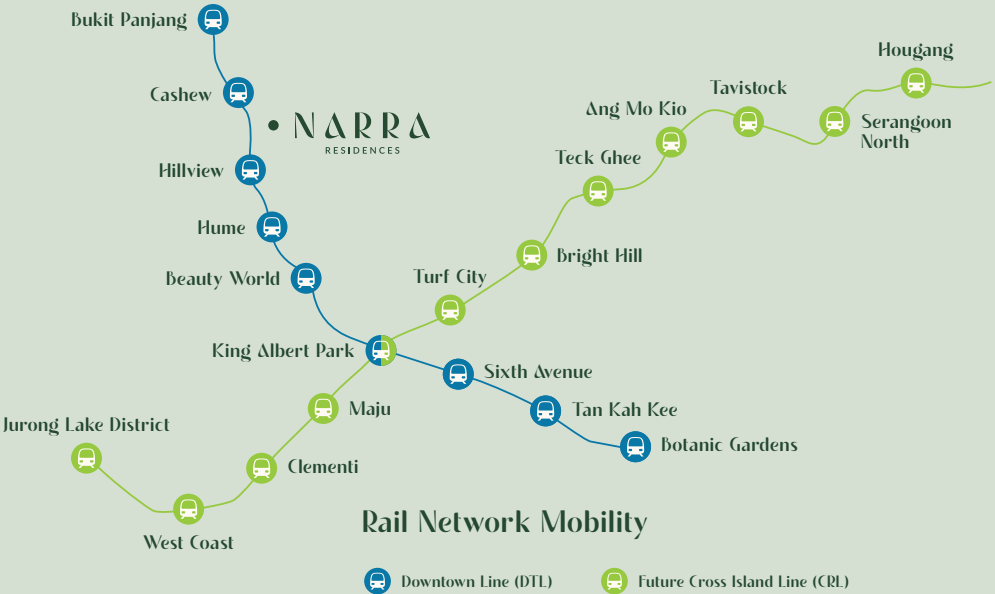 Bukit Panjang
Cashew
NARRA
RESIDENCES
Hillview
Hume
Beauty World
King Albert Park
Hougang
Tavistock
Ang Mo Kio
Serangoon
North
Teck Ghee
Bright Hill
Turf City
Sixth Avenue
Tan Kah Kee
Botanic Gardens
Maju
Jurong Lake District
Clementi
West Coast
Rail Network Mobility
Downtown Line (DTL)
Future Cross Island Line (CRL)